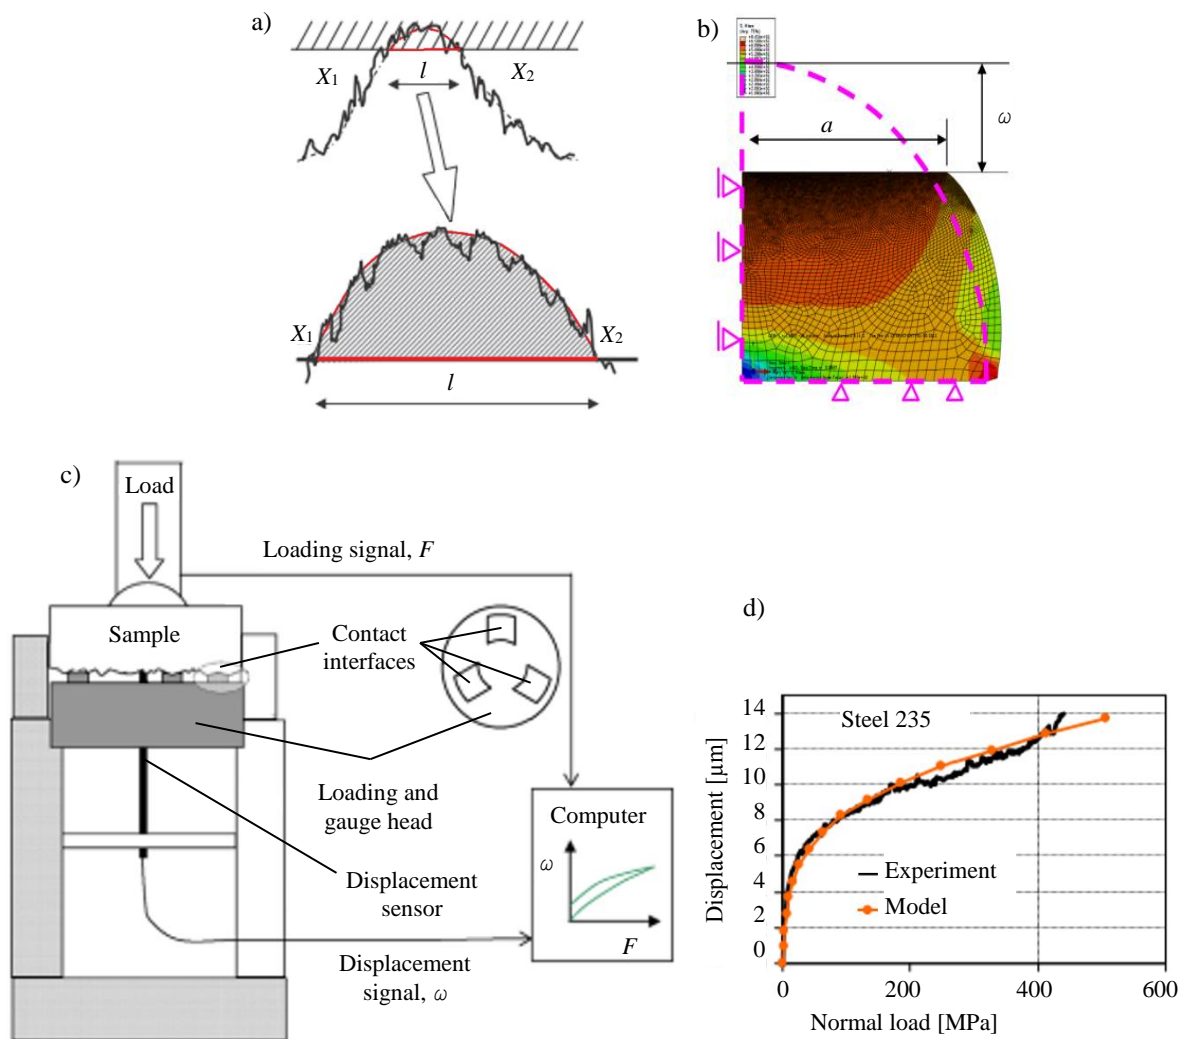 a)
X1
l
X2
X1
X2
l
b)
a
ω
c)
Load
Loading signal, F
Sample
Contact
interfaces
Loading and
gauge head
Computer
ω
F
Displacement
sensor
Displacement
signal, ω
d)
Displacement [μm]
14
12
10
8
6
4
2
0
Steel 235
Experiment
Model
0
200
400
600
Normal load [MPa]